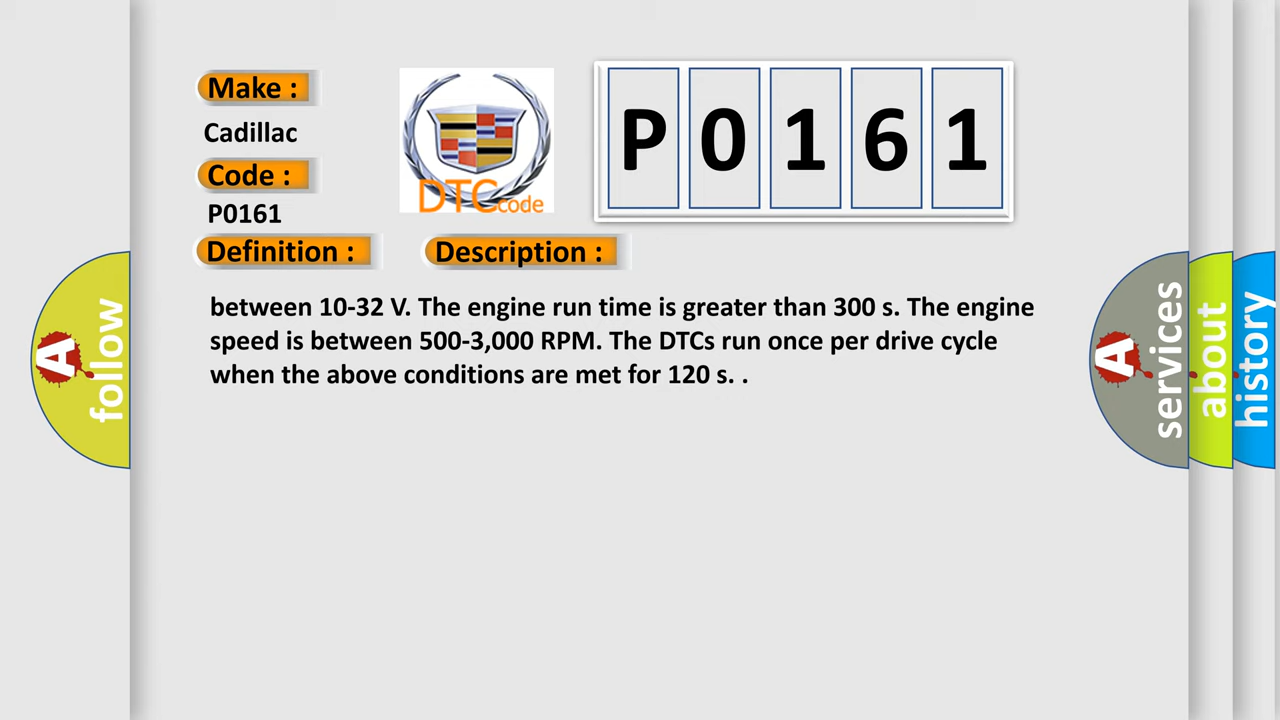 Make :
Cadillac
Code :
P0161
Definition :
Description :
DTCcode
P0161
between 10-32 V. The engine run time is greater than 300 s. The engine
speed is between 500-3,000 RPM. The DTCs run once per drive cycle
when the above conditions are met for 120 s. .
A follow
A services
about
history